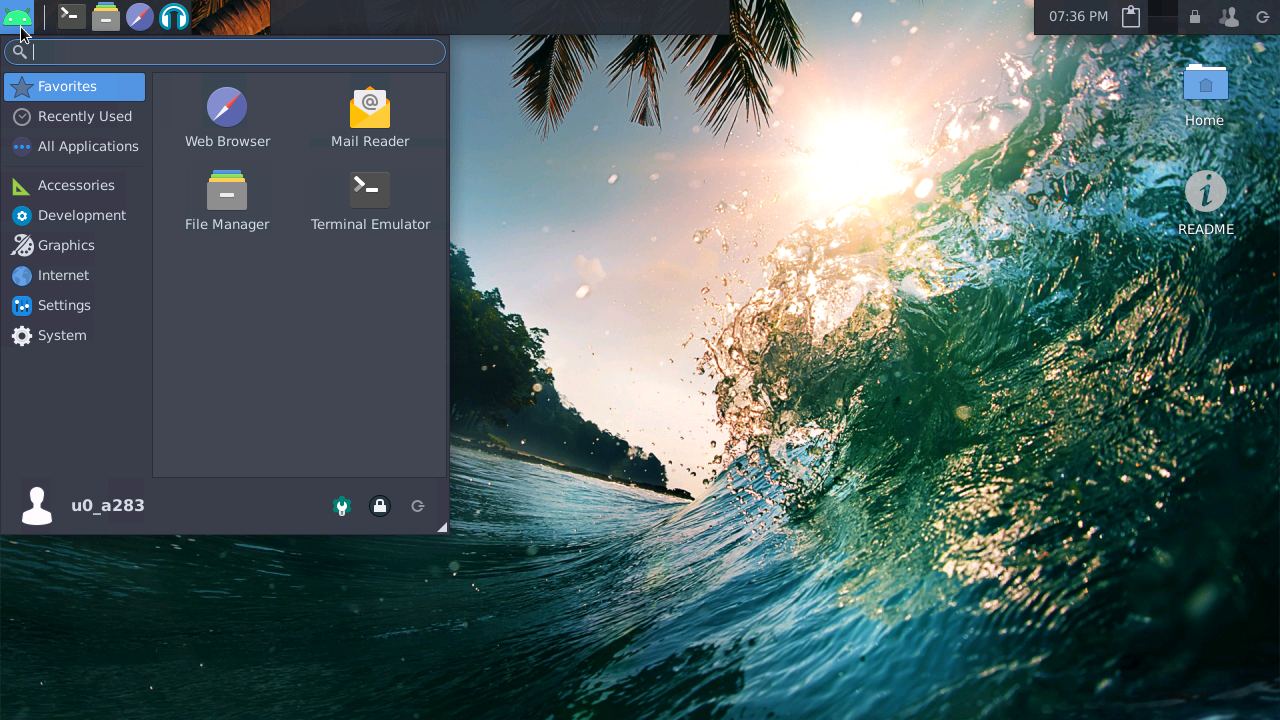 07:36 PM
Favorites
Recently Used
All Applications
Accessories
Development
Graphics
Internet
Settings
System
Web Browser
Mail Reader
File Manager
Terminal Emulator
u0_a283
Home
README